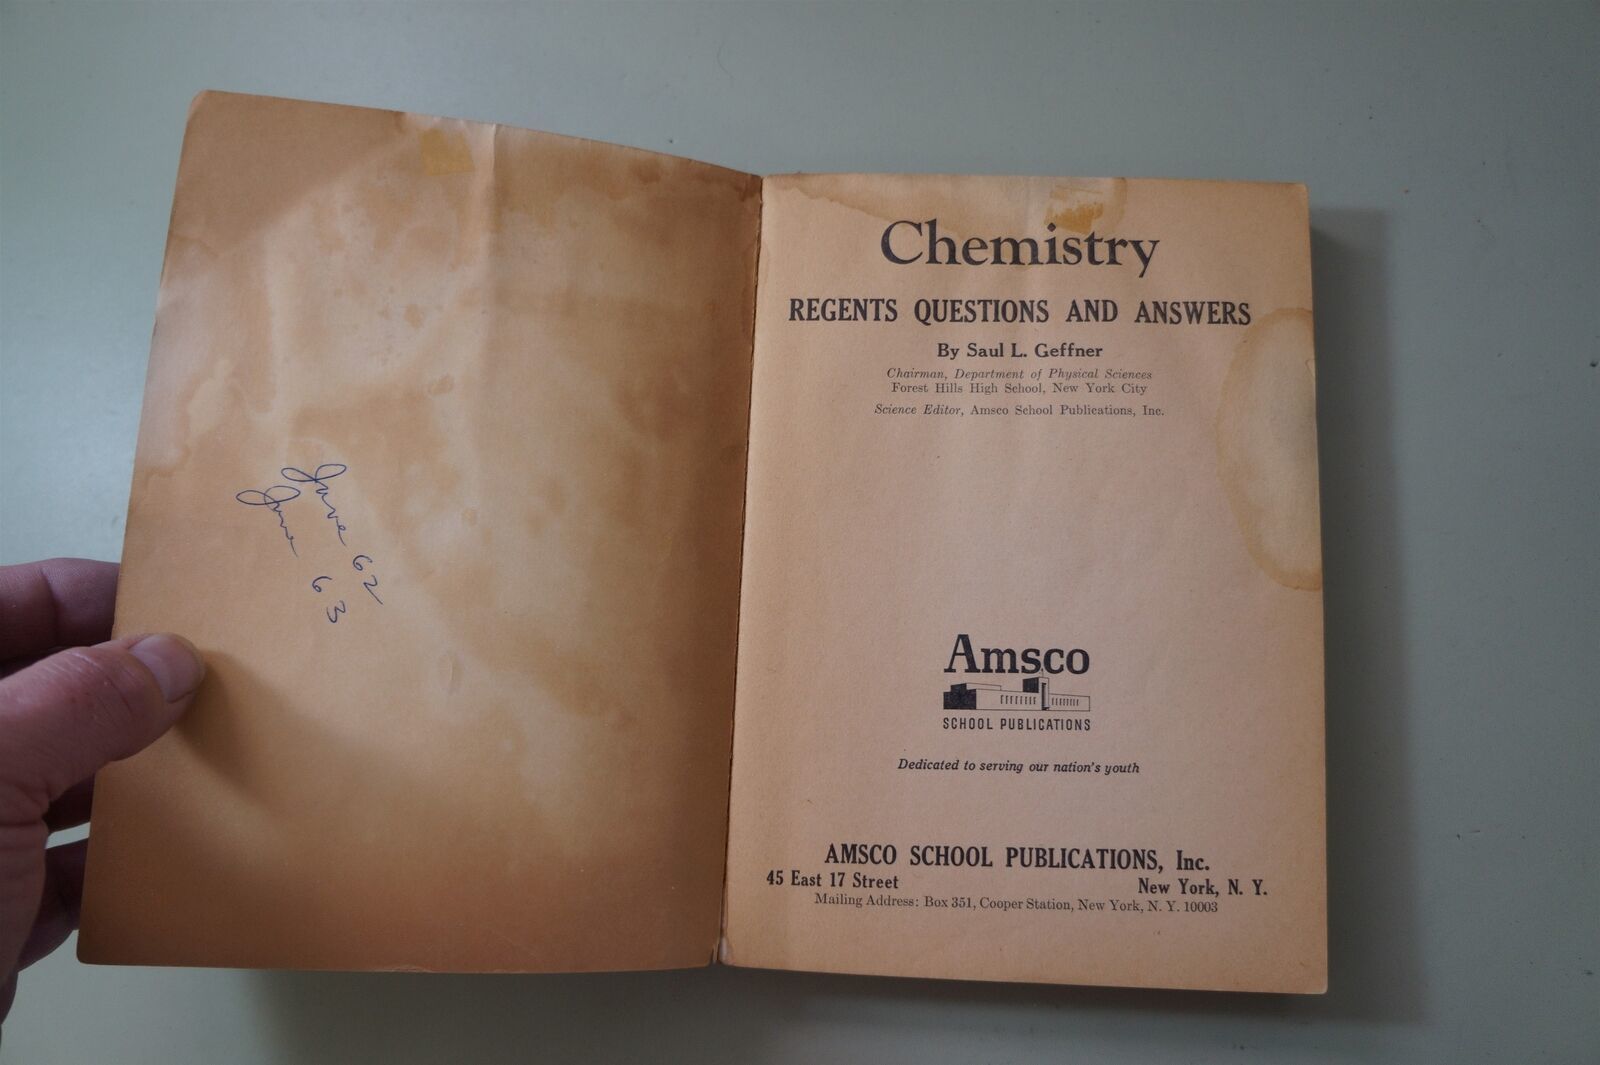 June 62
June 63
Chemistry
REGENTS QUESTIONS AND ANSWERS
By Saul L. Geffner
Chairman, Department of Physical Sciences
Forest Hills High School, New York City
Science Editor, Amsco School Publications, Inc.
Amsco
SCHOOL PUBLICATIONS
Dedicated to serving our nation's youth
AMSCO SCHOOL PUBLICATIONS, Inc.
45 East 17 Street New York, N. Y.
Mailing Address: Box 351, Cooper Station, New York, N. Y. 10003